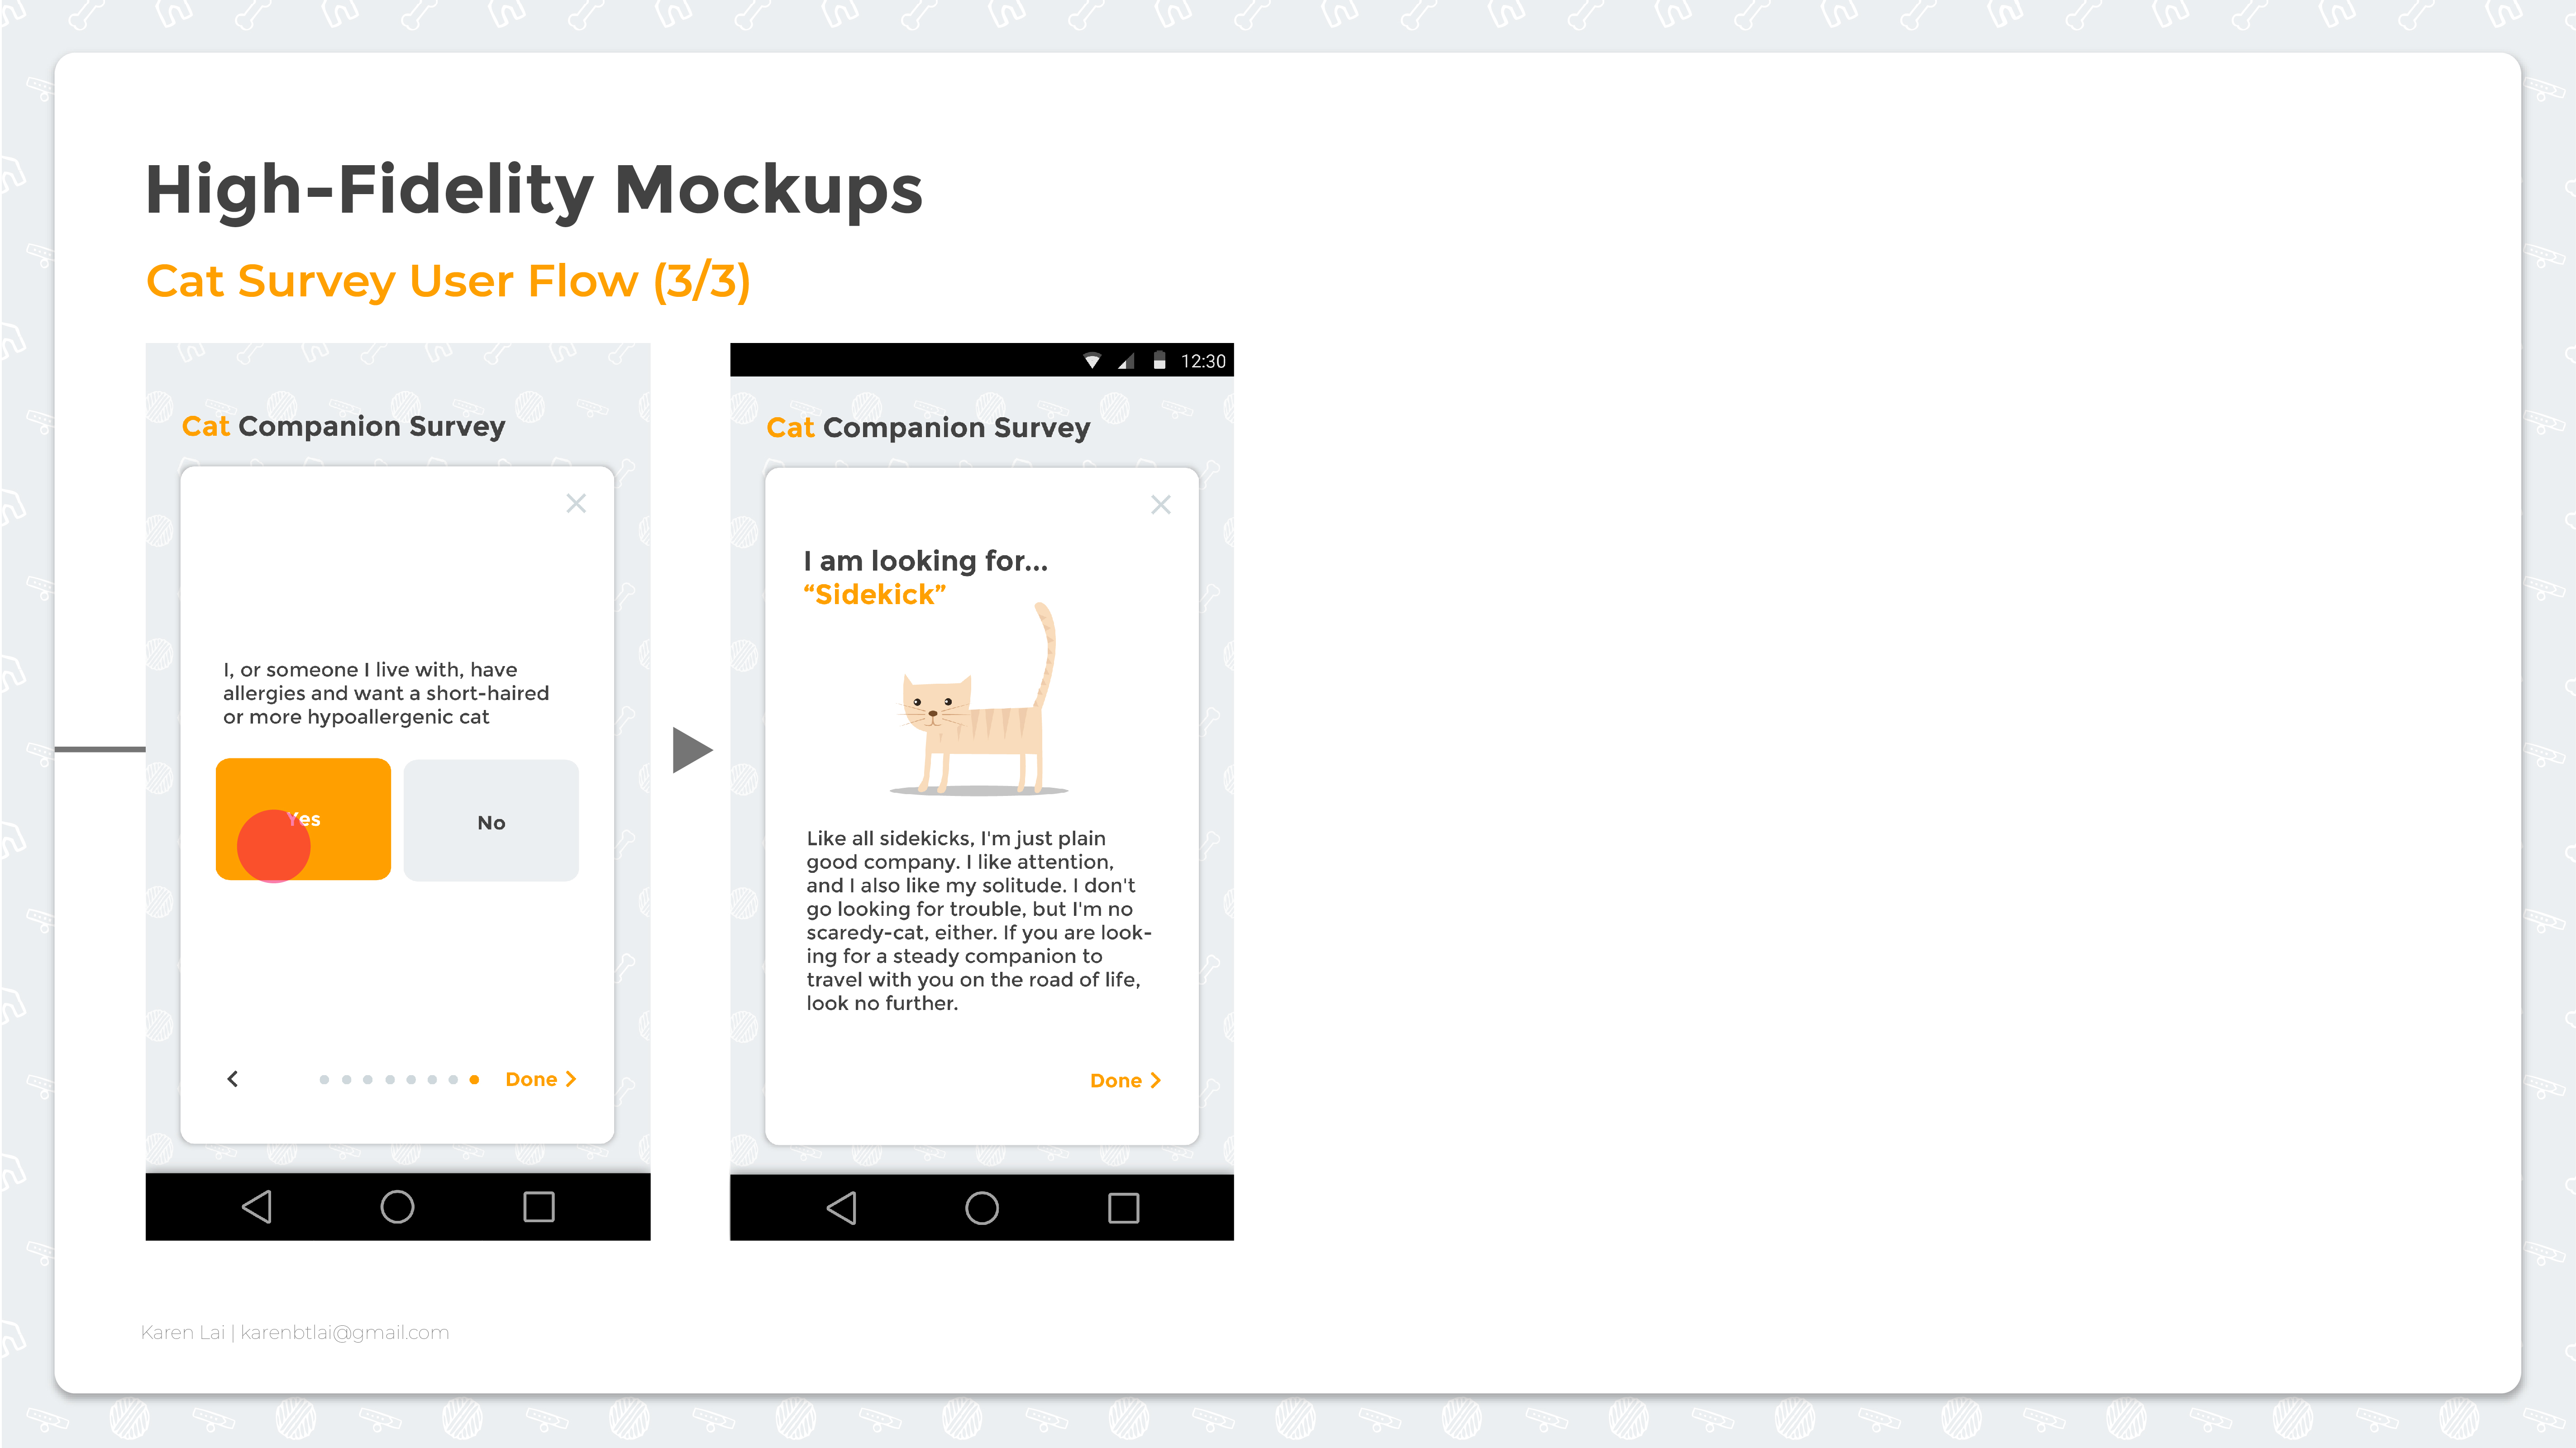 High-Fidelity Mockups
Cat Survey User Flow (3/3)
Cat Companion Survey
I, or someone I live with, have
allergies and want a short-haired
or more hypoallergenic cat
Yes
No
Done
12:30
Cat Companion Survey
I am looking for...
“Sidekick”
Like all sidekicks, I'm just plain
good company. I like attention,
and I also like my solitude. I don't
go looking for trouble, but I'm no
scaredy-cat, either. If you are look-
ing for a steady companion to
travel with you on the road of life,
look no further.
Done
Karen Lai | karenbtlai@gmail.com